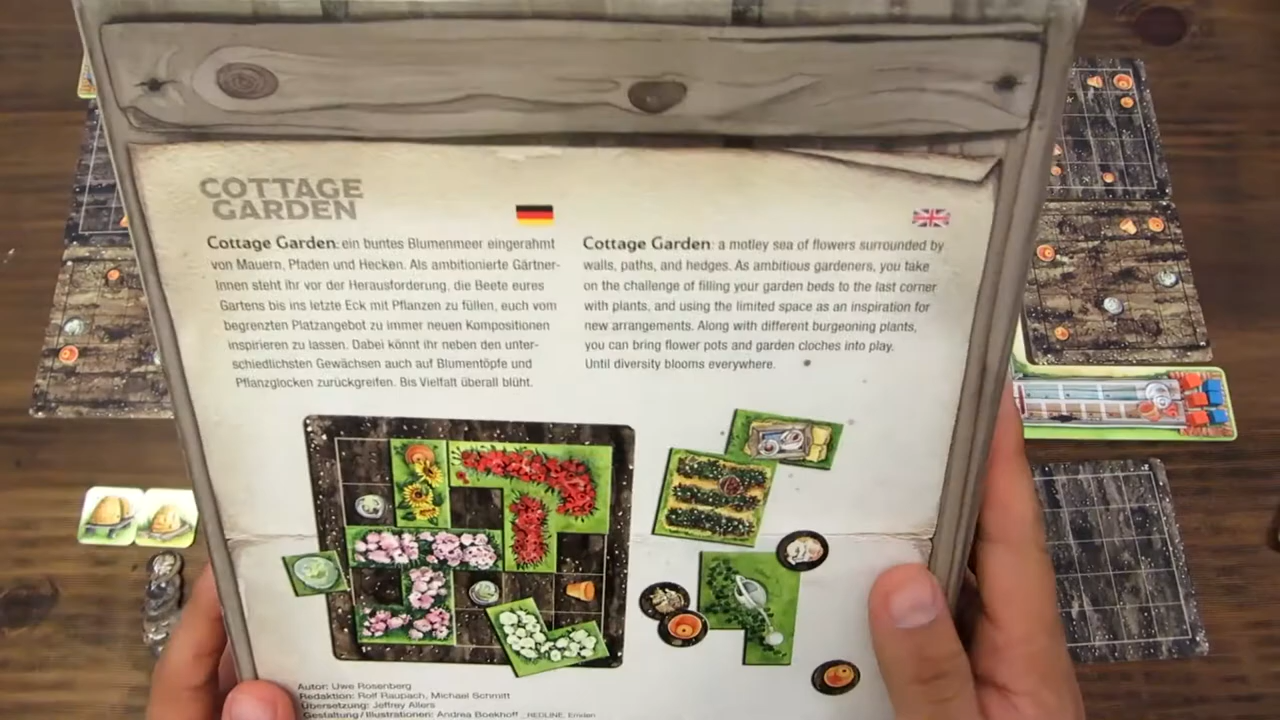 COTTAGE
GARDEN
Cottage Garden: ein buntes Blumenmeer eingerahmt
von Mauern, Pfaden und Hecken. Als ambitionierte Gärtner-
Innen steht ihr vor der Herausforderung, die Beete eures
Gartens bis ins letzte Eck mit Pflanzen zu füllen, euch vom
begrenzten Platzangebot zu immer neuen Kompositionen
inspirieren zu lassen. Dabei könnt ihr neben den unter-
schiedlichsten Gewächsen auch auf Blumentöpfe und
Pflanzglocken zurückgreifen. Bis Vielfalt überall blüht.
Cottage Garden: a motley sea of flowers surrounded by
walls, paths, and hedges. As ambitious gardeners, you take
on the challenge of filling your garden beds to the last corner
with plants, and using the limited space as an inspiration for
new arrangements. Along with different burgeoning plants,
you can bring flower pots and garden cloches into play.
Until diversity blooms everywhere.
Autor: Uwe Rosenberg
Redaktion: Rolf Raupach, Michael Schmitt
Übersetzung: Jeffrey Allers
Gestaltung / Illustrationen: Andrea Boekhoff _REDLINE, Emden